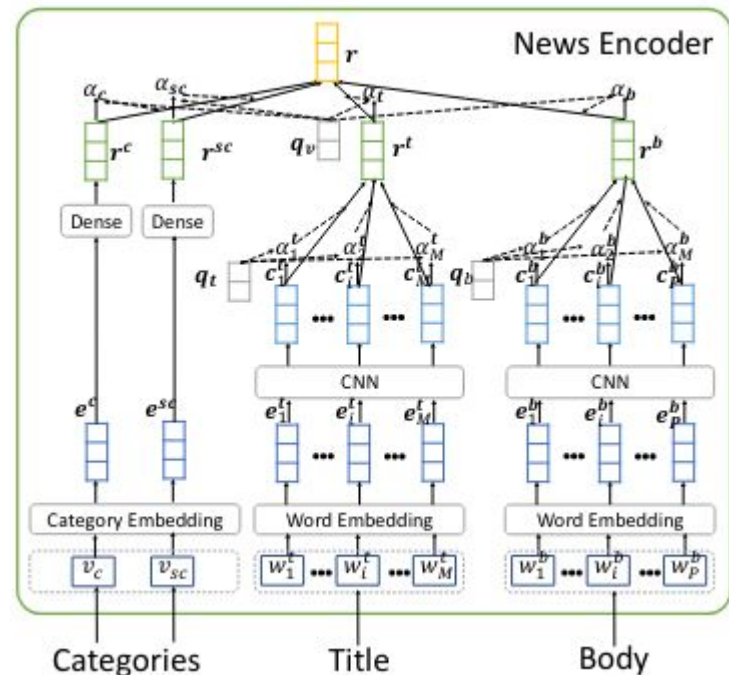 r News Encoder
α_c α_sc α_t α_b
r^c r^sc q_v r^t r^b
Dense Dense
α_1^t α_2^t α_M^t α_1^b α_2^b α_M^b
q_t c_1^t c_i^t c_M^t q_b c_1^b c_i^b c_P^b
••• ••• ••• •••
CNN CNN
e^c e^sc e_1^t e_i^t e_M^t e_1^b e_i^b e_P^b
••• ••• ••• •••
Category Embedding Word Embedding Word Embedding
v_c v_sc w_1^t ••• w_i^t ••• w_M^t w_1^b ••• w_i^b ••• w_P^b
Categories Title Body